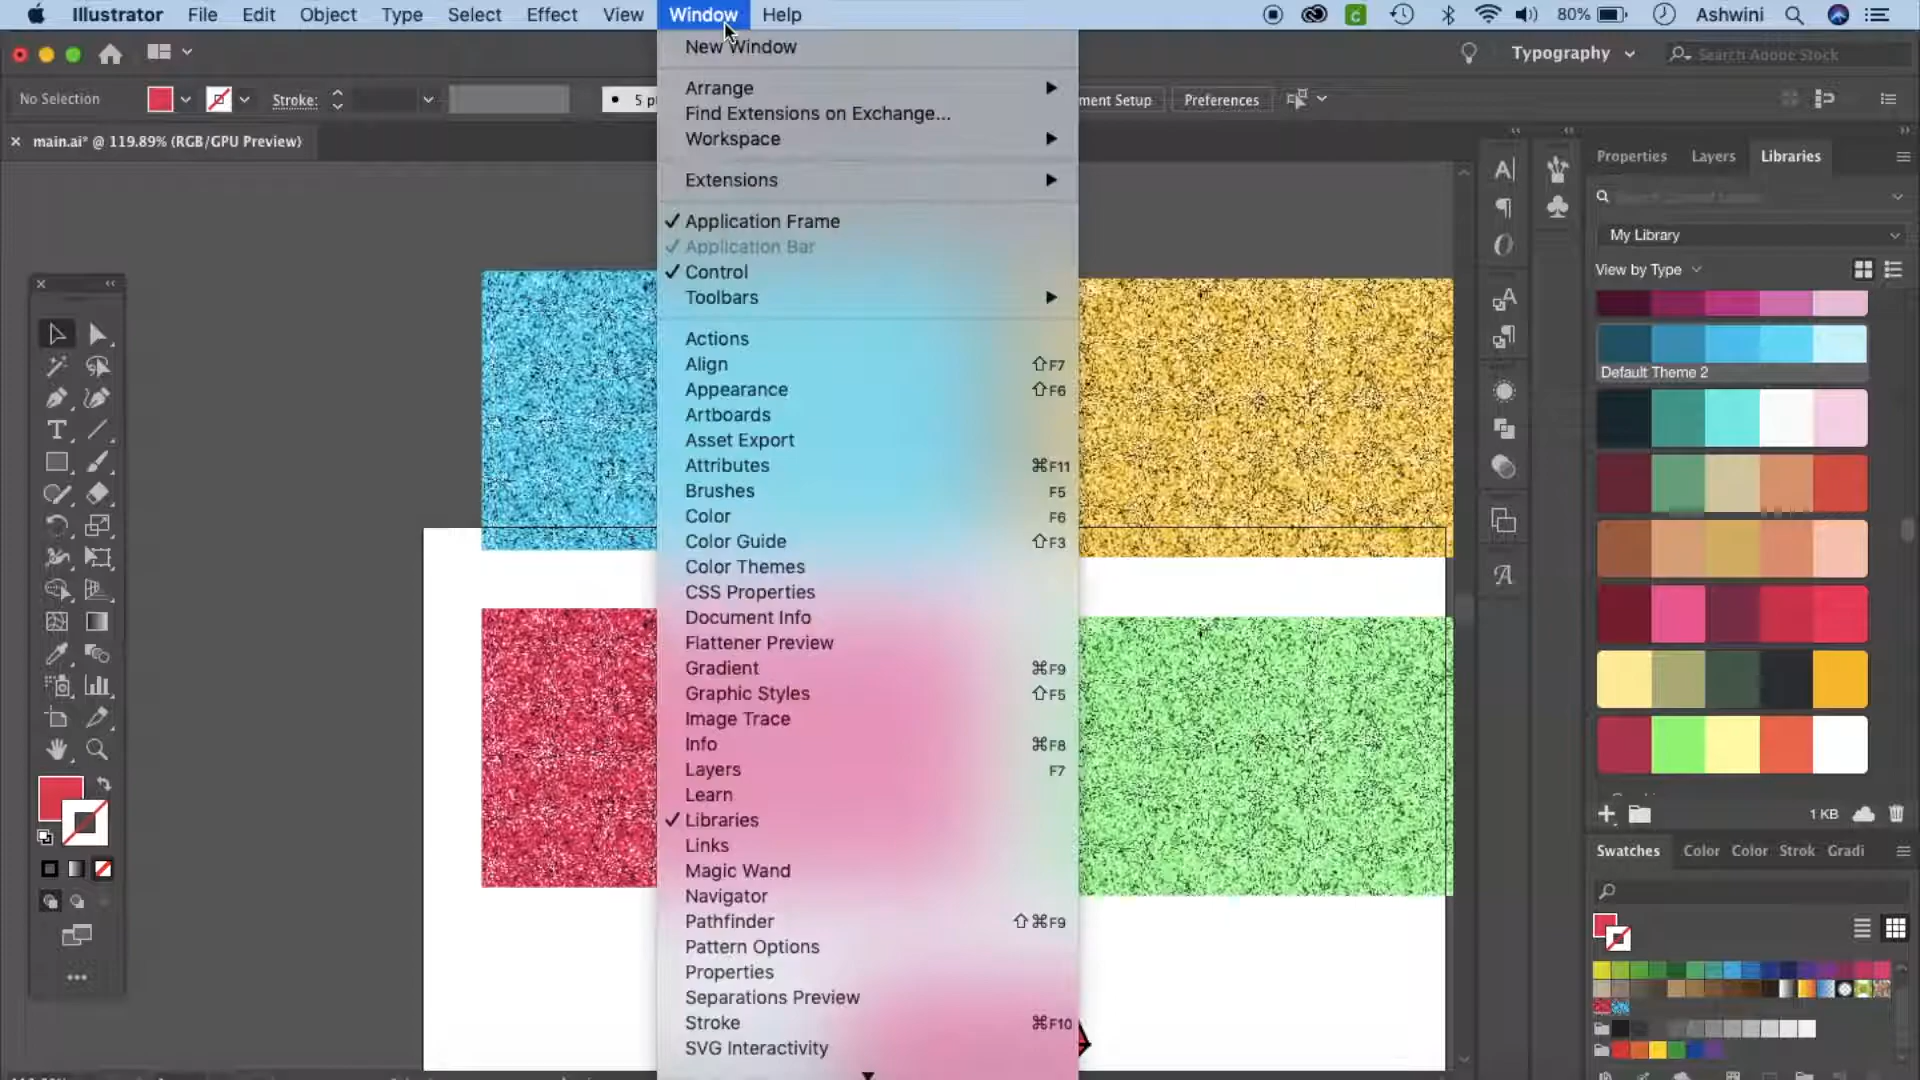 Illustrator File Edit Object Type Select Effect View Window Help 80% Ashwini
Typography Search Adobe Stock
No Selection Stroke: 5 p ment Setup Preferences
main.ai* @ 119.89% (RGB/GPU Preview)
New Window
Arrange
Find Extensions on Exchange...
Workspace
Extensions
Application Frame
Application Bar
Control
Toolbars
Actions
Align ⇧F7
Appearance ⇧F6
Artboards
Asset Export
Attributes ⌘F11
Brushes F5
Color F6
Color Guide ⇧F3
Color Themes
CSS Properties
Document Info
Flattener Preview
Gradient ⌘F9
Graphic Styles ⇧F5
Image Trace
Info ⌘F8
Layers F7
Learn
Libraries
Links
Magic Wand
Navigator
Pathfinder ⇧⌘F9
Pattern Options
Properties
Separations Preview
Stroke ⌘F10
SVG Interactivity
Properties Layers Libraries
My Library
View by Type
Default Theme 2
1 KB
Swatches Color Color Strok Gradi